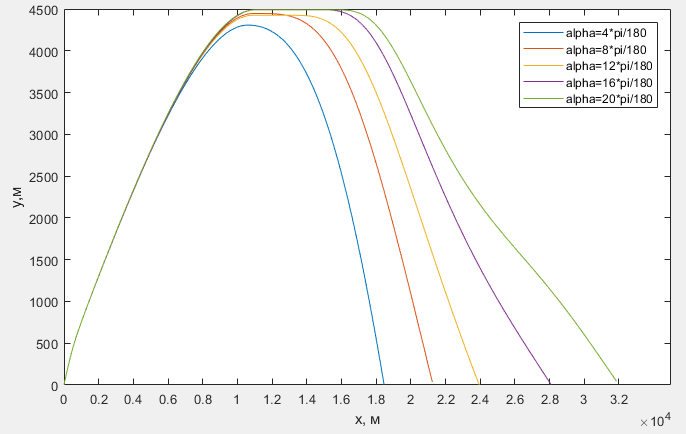 4500
4000
3500
3000
2500
2000
1500
1000
500
0
y,м
alpha=4*pi/180
alpha=8*pi/180
alpha=12*pi/180
alpha=16*pi/180
alpha=20*pi/180
0 0.2 0.4 0.6 0.8 1 1.2 1.4 1.6 1.8 2 2.2 2.4 2.6 2.8 3 3.2
x, м
×10⁴